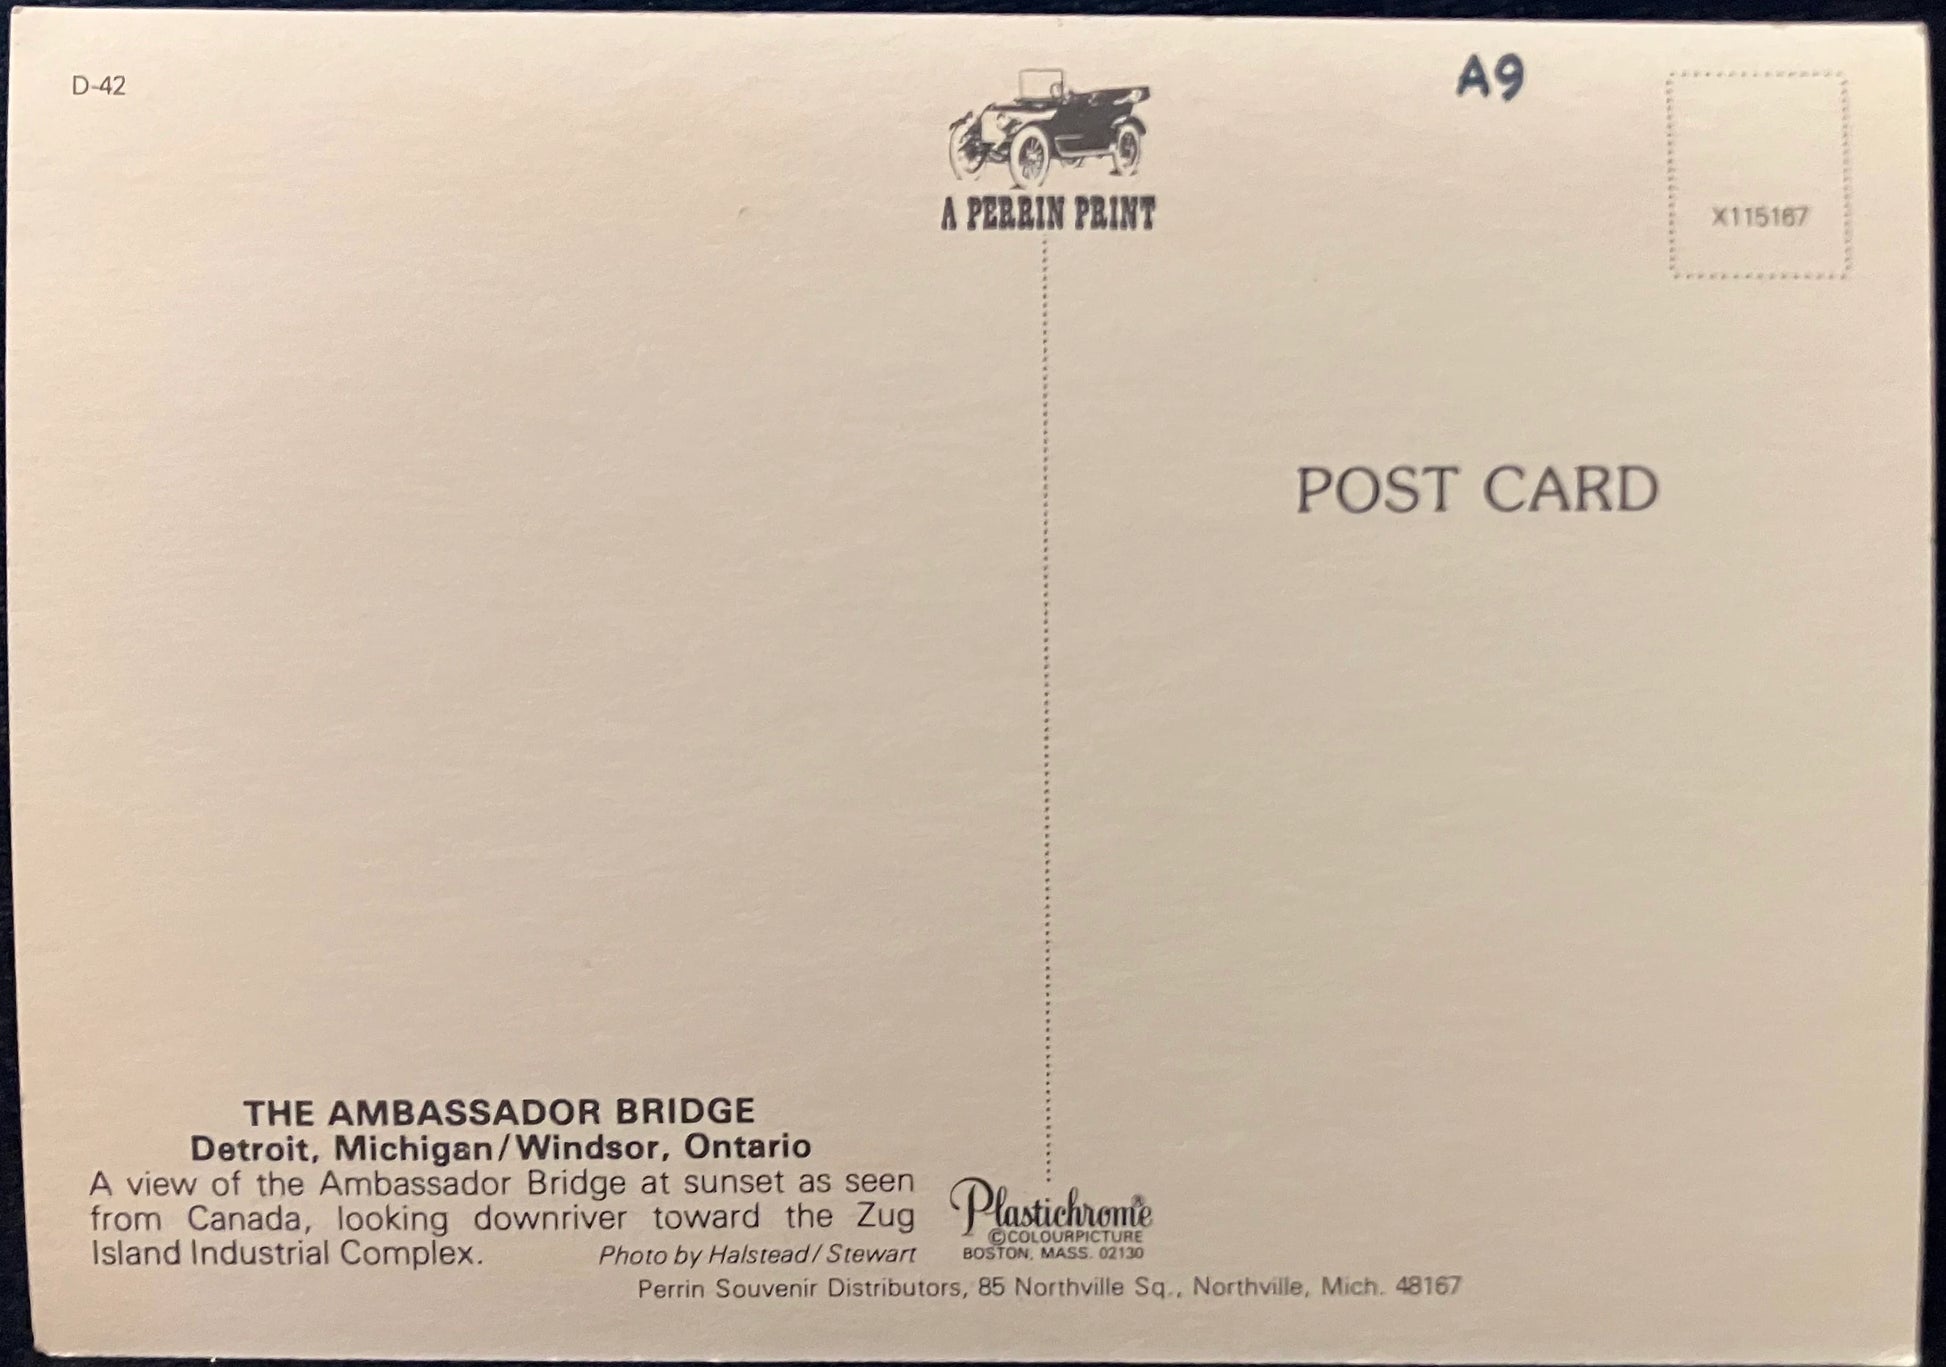 D-42
A PERRIN PRINT
A9
X115167
POST CARD
THE AMBASSADOR BRIDGE
Detroit, Michigan/Windsor, Ontario
A view of the Ambassador Bridge at sunset as seen
from Canada, looking downriver toward the Zug
Island Industrial Complex.
Photo by Halstead/Stewart
Plastichrome®
©COLOURPICTURE
BOSTON, MASS. 02130
Perrin Souvenir Distributors, 85 Northville Sq., Northville, Mich. 48167